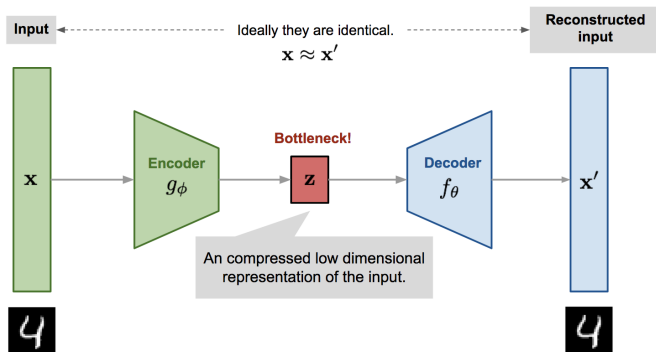 Input
Ideally they are identical.
x ≈ x′
Reconstructed
input
Bottleneck!
x
Encoder
gϕ
z
Decoder
fθ
x′
An compressed low dimensional
representation of the input.
4
4